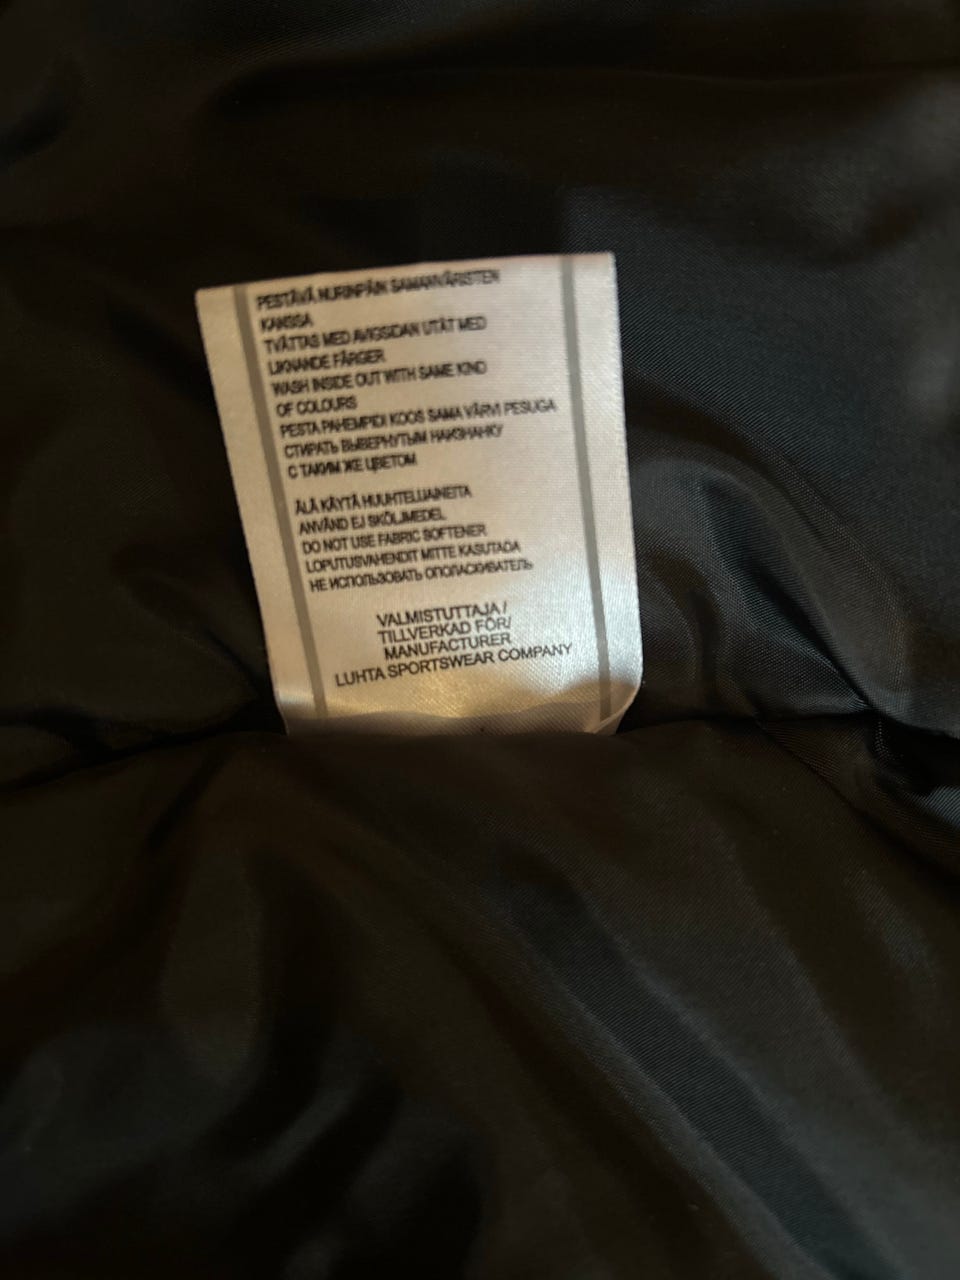 PESTÄVÄ NURINPÄIN SAMANVÄRISTEN
KANSSA
TVÄTTAS MED AVIGSIDAN UTÅT MED
LIKNANDE FÄRGER
WASH INSIDE OUT WITH SAME KIND
OF COLOURS
PESTA PAHEMPIDI KOOS SAMA VÄRVI PESUGA
СТИРАТЬ ВЫВЕРНУТЫМ НАИЗНАНКУ
С ТАКИМ ЖЕ ЦВЕТОМ
ÄLÄ KÄYTÄ HUUHTELUAINEITA
ANVÄND EJ SKÖLJMEDEL
DO NOT USE FABRIC SOFTENER
LOPUTUSVAHENDIT MITTE KASUTADA
НЕ ИСПОЛЬЗОВАТЬ ОПОЛАСКИВАТЕЛЬ
VALMISTUTTAJA /
TILLVERKAD FÖR/
MANUFACTURER
LUHTA SPORTSWEAR COMPANY